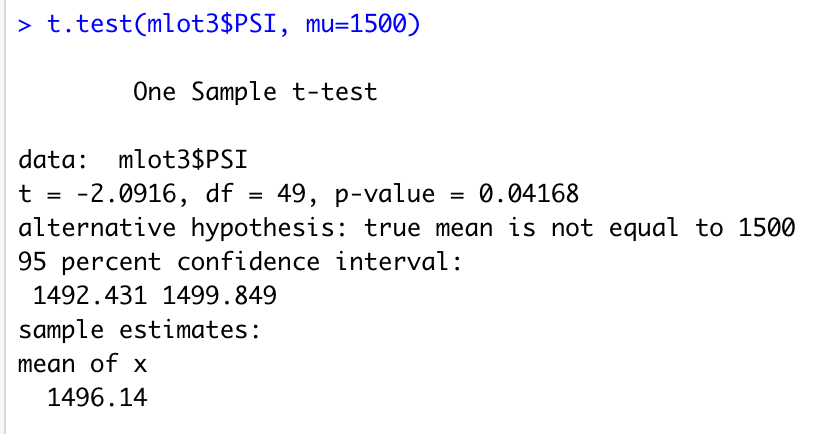 > t.test(mlot3$PSI, mu=1500)
One Sample t-test
data:  mlot3$PSI
t = -2.0916, df = 49, p-value = 0.04168
alternative hypothesis: true mean is not equal to 1500
95 percent confidence interval:
1492.431 1499.849
sample estimates:
mean of x
1496.14